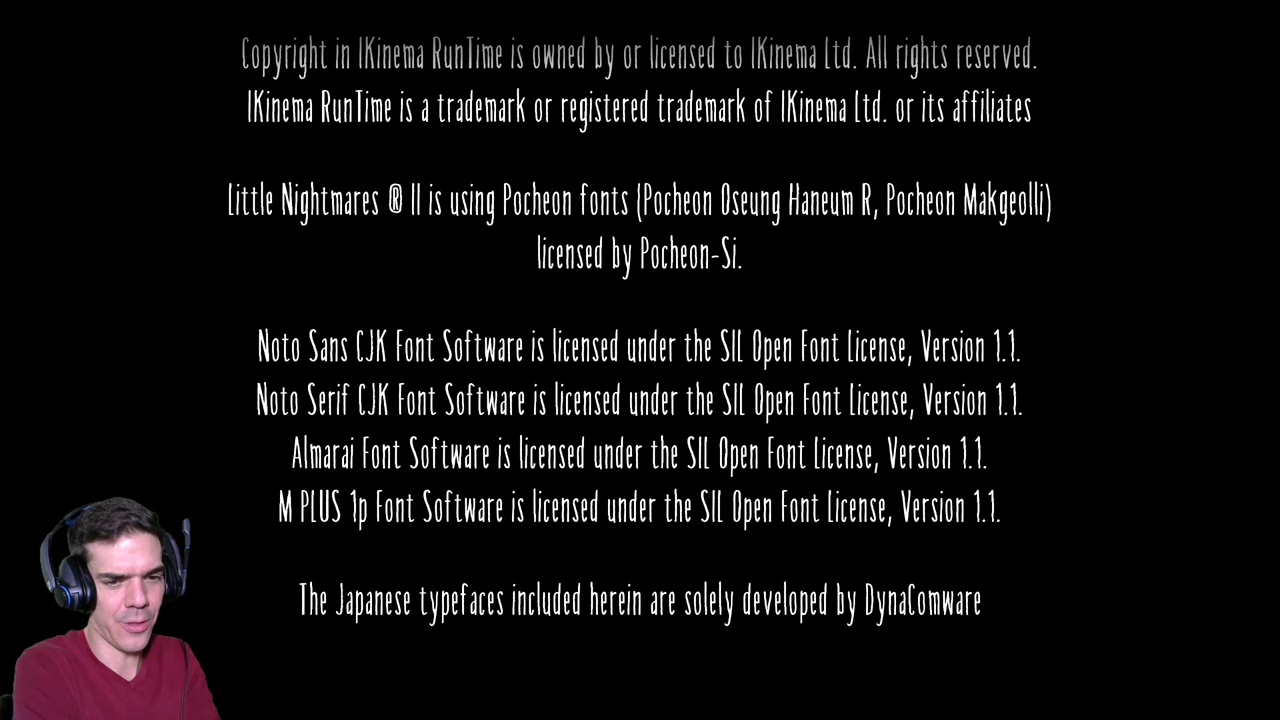 Copyright in IKinema RunTime is owned by or licensed to IKinema Ltd. All rights reserved.
IKinema RunTime is a trademark or registered trademark of IKinema Ltd. or its affiliates
Little Nightmares ® II is using Pocheon fonts (Pocheon Oseung Haneum R, Pocheon Makgeolli)
licensed by Pocheon-Si.
Noto Sans CJK Font Software is licensed under the SIL Open Font License, Version 1.1.
Noto Serif CJK Font Software is licensed under the SIL Open Font License, Version 1.1.
Almarai Font Software is licensed under the SIL Open Font License, Version 1.1.
M PLUS 1p Font Software is licensed under the SIL Open Font License, Version 1.1.
The Japanese typefaces included herein are solely developed by DynaComware